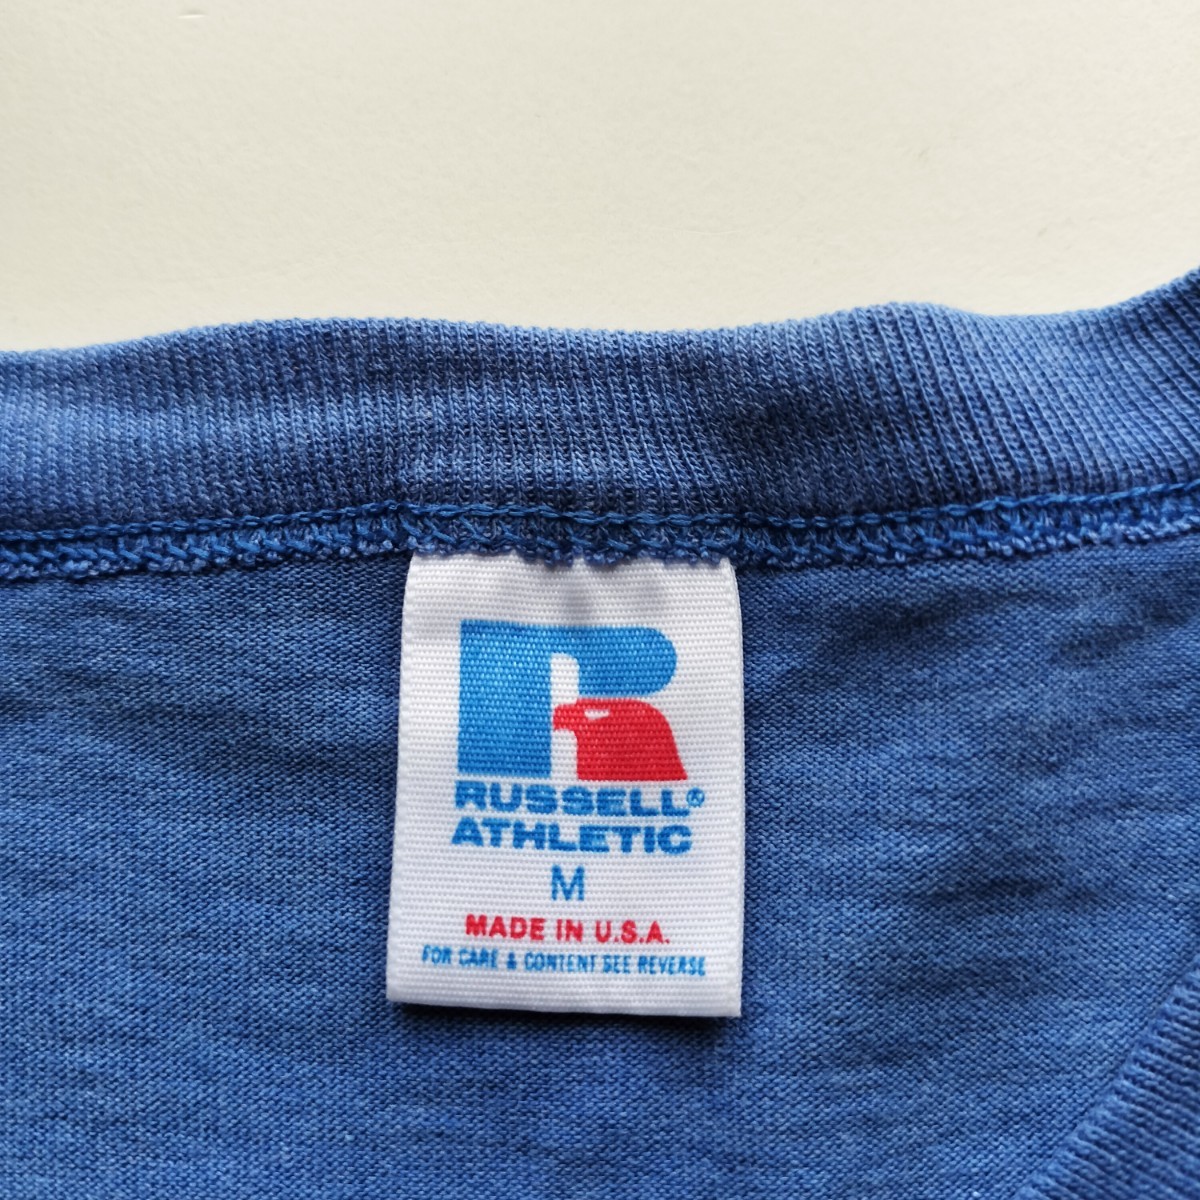 R
RUSSELL®
ATHLETIC
M
MADE IN U.S.A.
FOR CARE & CONTENT SEE REVERSE